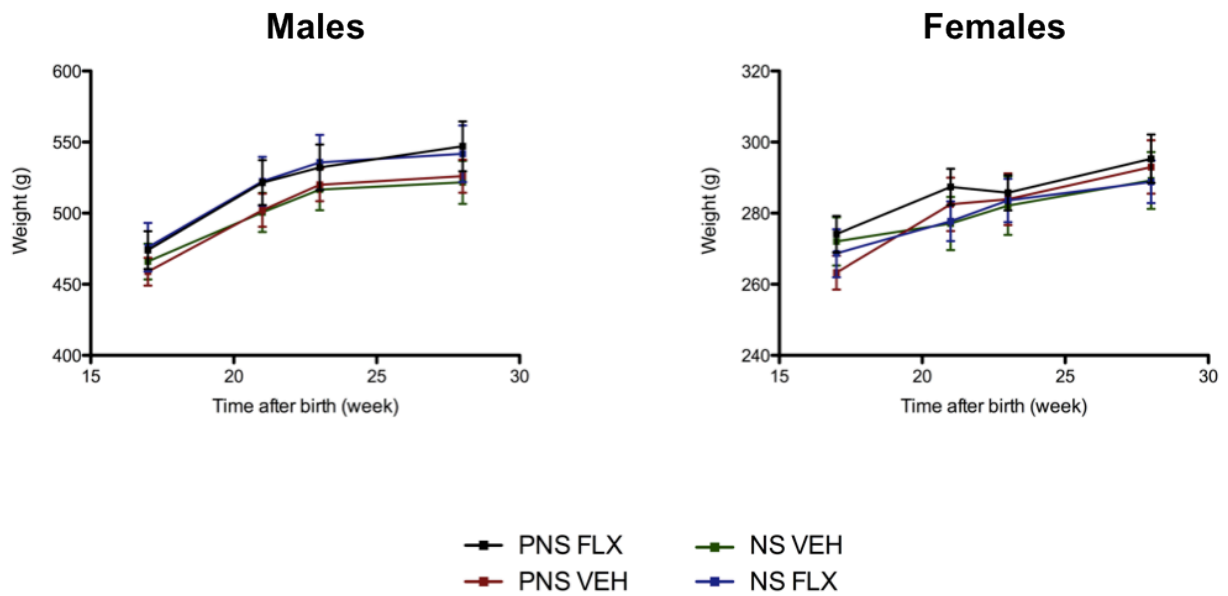 Males
Females
600
550
500
450
400
Weight (g)
15
20
25
30
Time after birth (week)
320
300
280
260
240
Weight (g)
15
20
25
30
Time after birth (week)
PNS FLX
NS VEH
PNS VEH
NS FLX